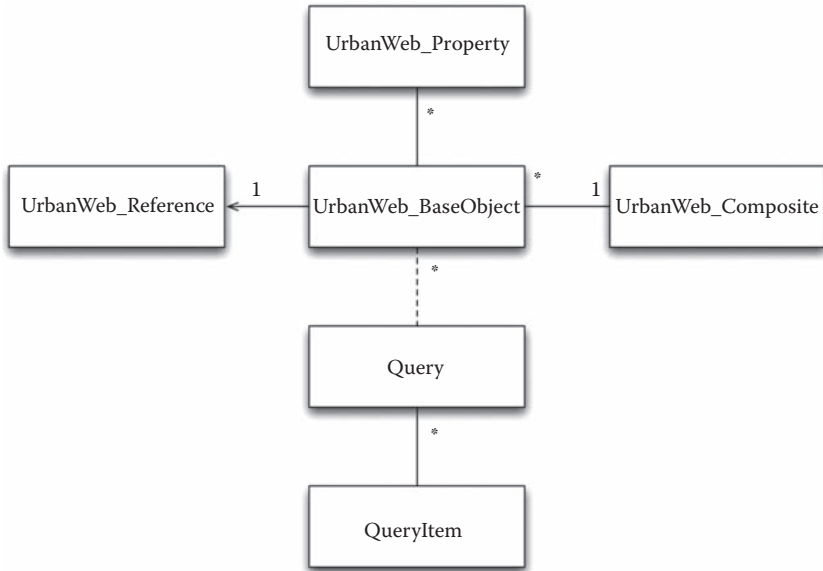 UrbanWeb_Property
*
UrbanWeb_Reference
1
UrbanWeb_BaseObject
*
1
UrbanWeb_Composite
*
Query
*
QueryItem